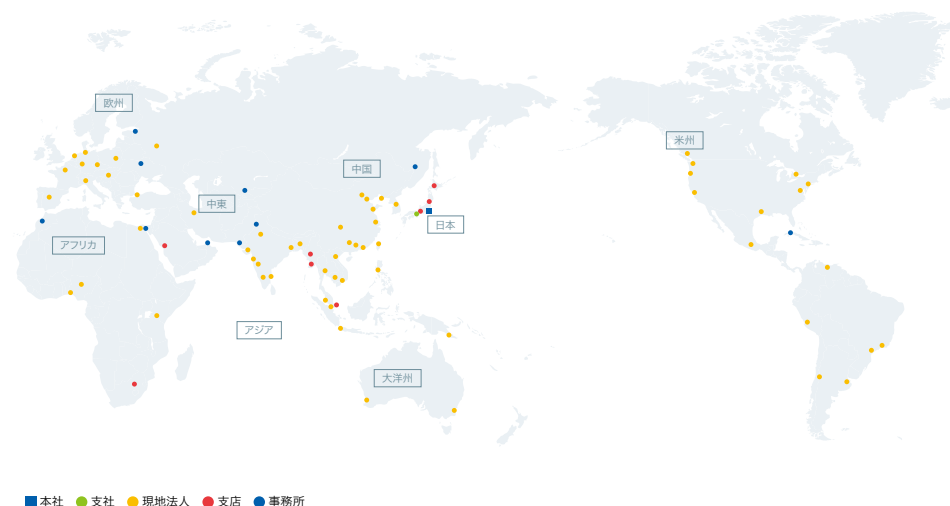 欧州
米州
中国
中東
日本
アフリカ
アジア
大洋州
本社 支社 現地法人 支店 事務所